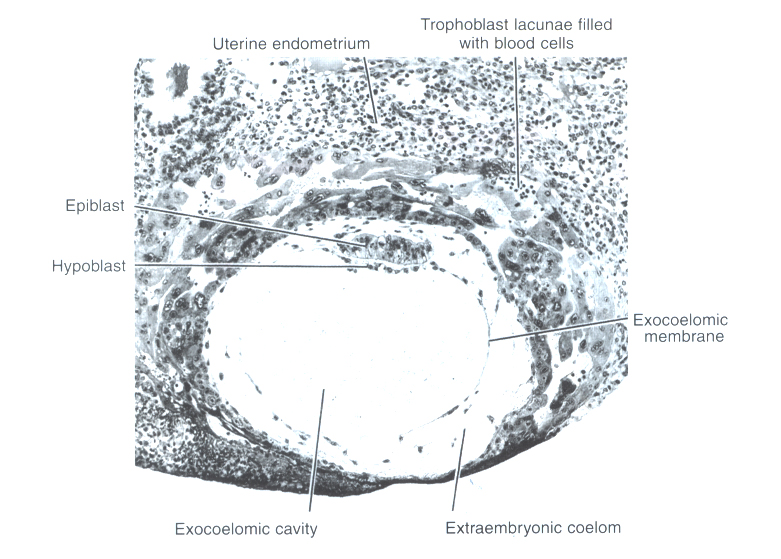 Trophoblast lacunae filled
with blood cells
Uterine endometrium
Epiblast
Hypoblast
Exocoelomic
membrane
Exocoelomic cavity
Extraembryonic coelom